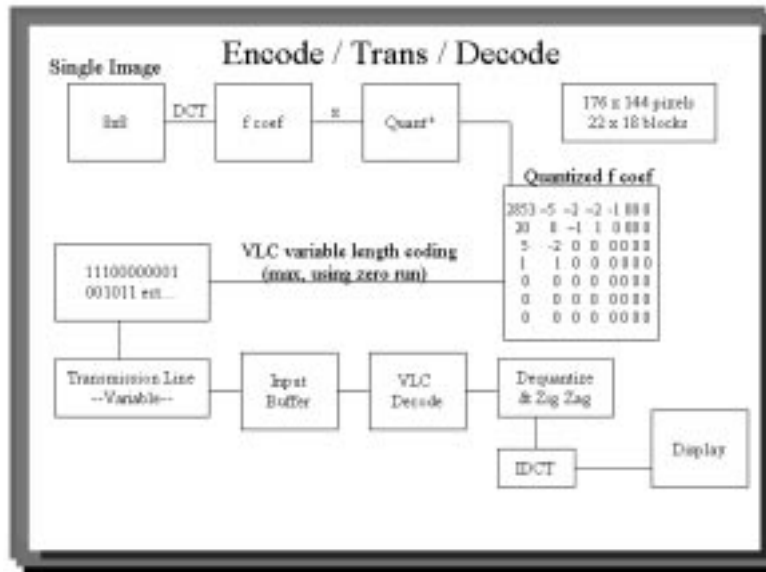 Encode / Trans / Decode
Single Image
8x8
DCT
f coef
z
Quant*
176 x 144 pixels
22 x 18 blocks
Quantized f coef
2853 -5 -2 -2 -1 0 0 0
20 8 -1 1 0 0 0 0
5 -2 0 0 0 0 0 0
1 1 0 0 0 0 0 0
0 0 0 0 0 0 0 0
0 0 0 0 0 0 0 0
0 0 0 0 0 0 0 0
VLC variable length coding
(max, using zero run)
11100000001
001011 ect...
Transmission Line
--Variable--
Input
Buffer
VLC
Decode
Dequantize
& Zig Zag
IDCT
Display